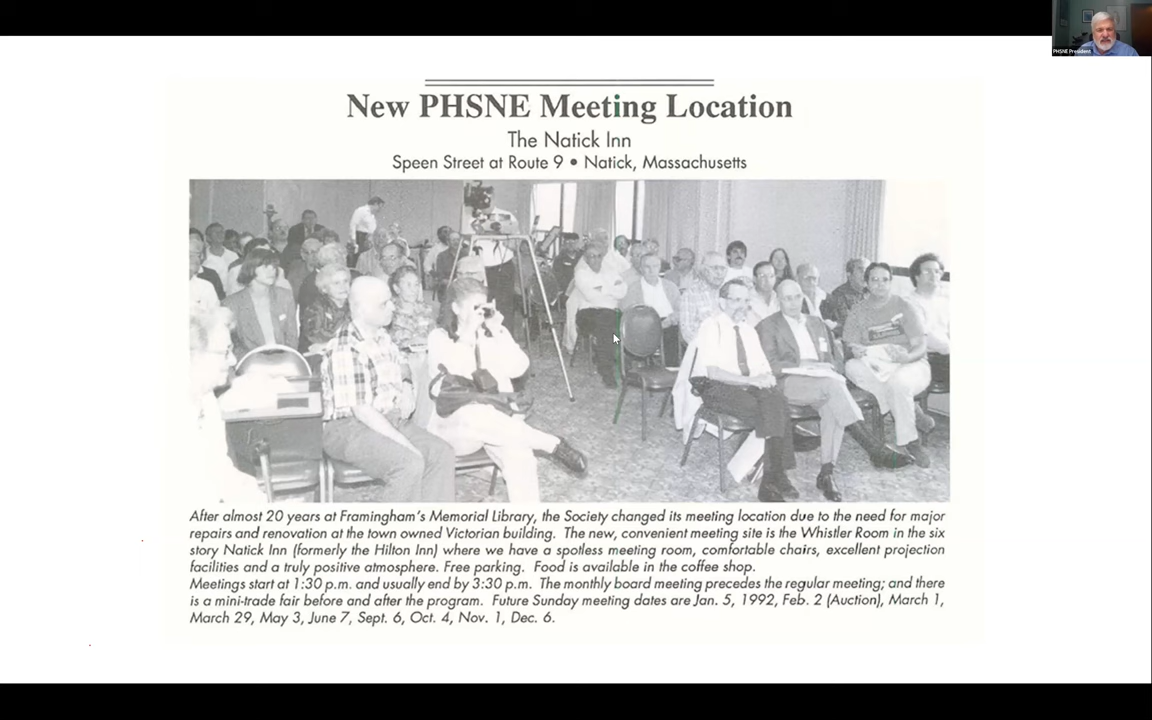 PHSNE President
New PHSNE Meeting Location
The Natick Inn
Speen Street at Route 9 • Natick, Massachusetts
After almost 20 years at Framingham's Memorial Library, the Society changed its meeting location due to the need for major
repairs and renovation at the town owned Victorian building. The new, convenient meeting site is the Whistler Room in the six
story Natick Inn (formerly the Hilton Inn) where we have a spotless meeting room, comfortable chairs, excellent projection
facilities and a truly positive atmosphere. Free parking. Food is available in the coffee shop.
Meetings start at 1:30 p.m. and usually end by 3:30 p.m. The monthly board meeting precedes the regular meeting; and there
is a mini-trade fair before and after the program. Future Sunday meeting dates are Jan. 5, 1992, Feb. 2 (Auction), March 1,
March 29, May 3, June 7, Sept. 6, Oct. 4, Nov. 1, Dec. 6.